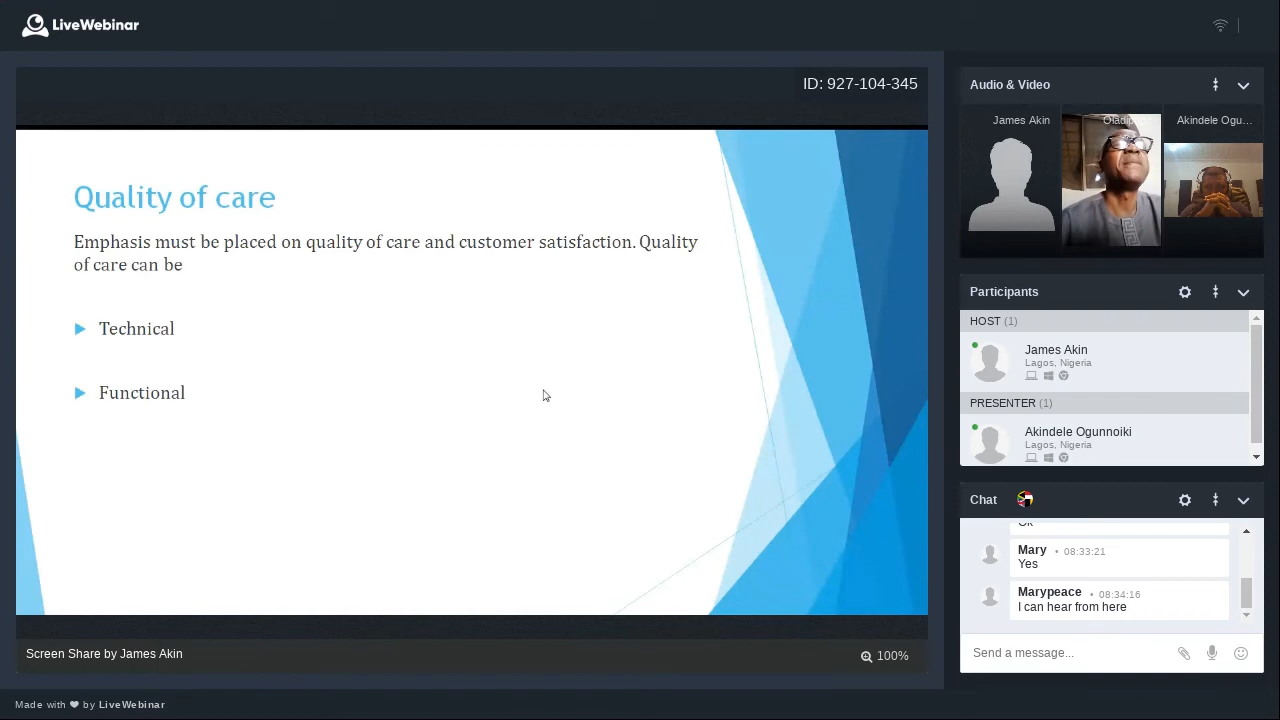 LiveWebinar
ID: 927-104-345
Quality of care
Emphasis must be placed on quality of care and customer satisfaction. Quality
of care can be
Technical
Functional
Screen Share by James Akin
100%
Audio & Video
James Akin
Akindele Ogu...
Participants
HOST (1)
James Akin
Lagos, Nigeria
PRESENTER (1)
Akindele Ogunnoiki
Lagos, Nigeria
Chat
Mary • 08:33:21
Yes
Marypeace • 08:34:16
I can hear from here
Send a message...
Made with by LiveWebinar